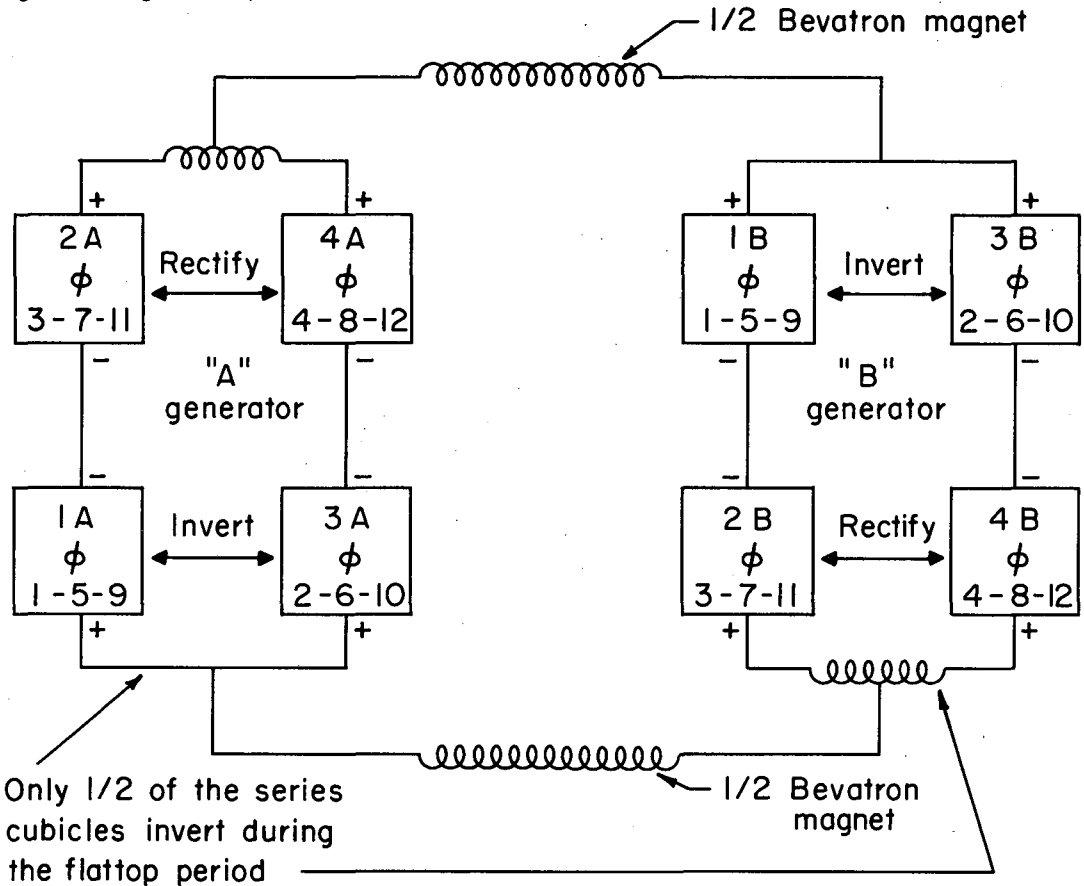 1/2 Bevatron magnet
+ + + +
2A 4A 1B 3B
ϕ Rectify ϕ ϕ Invert ϕ
3-7-11 4-8-12 1-5-9 2-6-10
− − − −
"A" "B"
generator generator
− − − −
1A 3A 2B 4B
ϕ Invert ϕ ϕ Rectify ϕ
1-5-9 2-6-10 3-7-11 4-8-12
+ + + +
Only 1/2 of the series
cubicles invert during
the flattop period
1/2 Bevatron
magnet